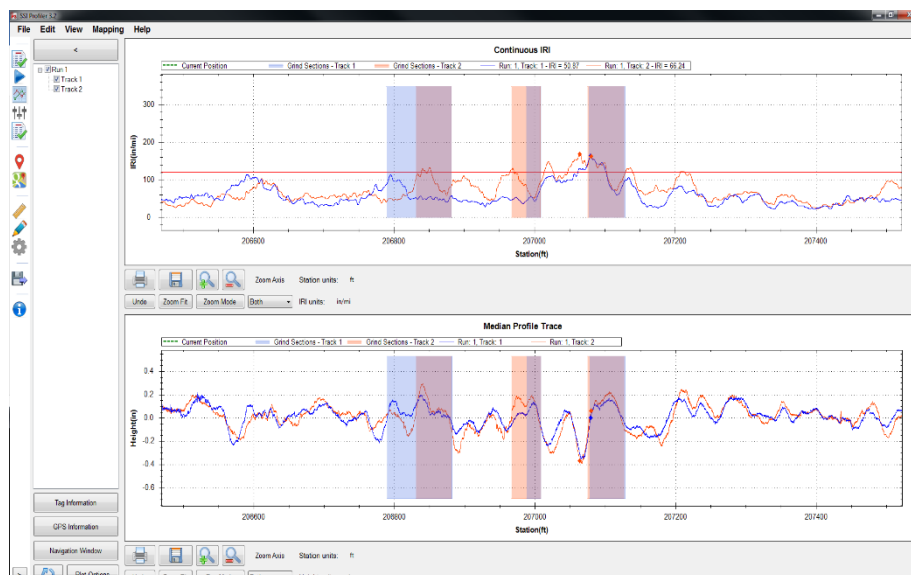 SSI Profiler 3.2
File Edit View Mapping Help
<
Run 1
Track 1
Track 2
Continuous IRI
Current Position Grind Sections - Track 1 Grind Sections - Track 2 Run: 1, Track: 1 - IRI = 50.87 Run: 1, Track: 2 - IRI = 66.24
IRI(in/mi)
300
200
100
0
206600 206800 207000 207200 207400
Station(ft)
Zoom Axis Station units: ft
Undo Zoom Fit Zoom Mode Both IRI units: in/mi
Median Profile Trace
Current Position Grind Sections - Track 1 Grind Sections - Track 2 Run: 1, Track: 1 Run: 1, Track: 2
Height(in)
0.4
0.2
0.0
-0.2
-0.4
-0.6
206600 206800 207000 207200 207400
Station(ft)
Tag Information
GPS Information
Navigation Window
Zoom Axis Station units: ft
> Plot Options